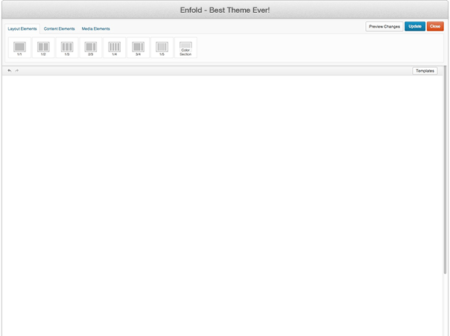 Enfold - Best Theme Ever!
Layout Elements Content Elements Media Elements
Preview Changes Update Close
1/1 1/2 1/3 2/3 1/4 3/4 1/5 Color Section
Templates